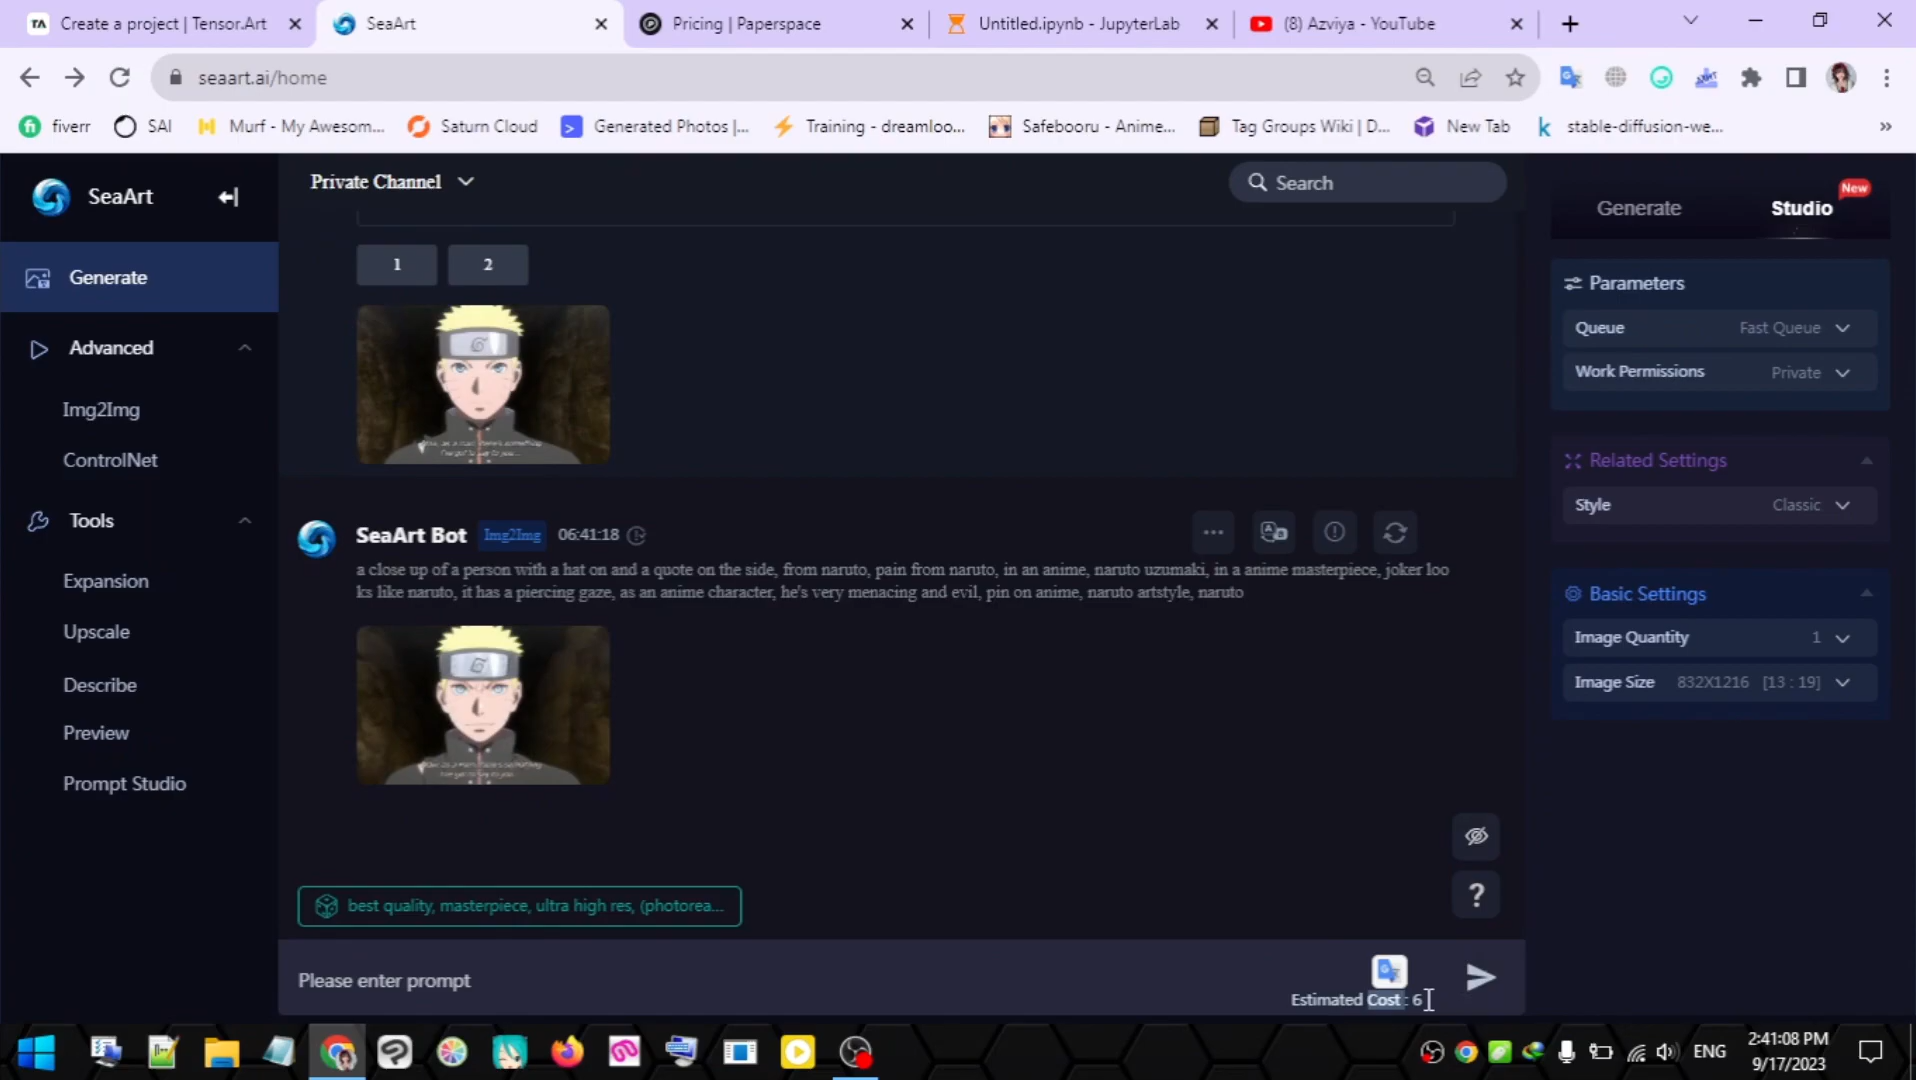 TA Create a project | Tensor.Art
SeaArt
Pricing | Paperspace
Untitled.ipynb - JupyterLab
(8) Azviya - YouTube
seaart.ai/home
fiverr
SAI
Murf - My Awesom...
Saturn Cloud
Generated Photos |...
Training - dreamloo...
Safebooru - Anime...
Tag Groups Wiki | D...
New Tab
stable-diffusion-we...
SeaArt
Private Channel
Search
Generate
Studio
New
Generate
1
2
Parameters
Queue Fast Queue
Work Permissions Private
Advanced
Img2Img
ControlNet
Related Settings
Style Classic
Tools
SeaArt Bot Img2Img 06:41:18
a close up of a person with a hat on and a quote on the side, from naruto, pain from naruto, in an anime, naruto uzumaki, in a anime masterpiece, joker loo
ks like naruto, it has a piercing gaze, as an anime character, he's very menacing and evil, pin on anime, naruto artstyle, naruto
Expansion
Upscale
Describe
Preview
Prompt Studio
Basic Settings
Image Quantity 1
Image Size 832X1216 [13 : 19]
?
best quality, masterpiece, ultra high res, (photorea...
Please enter prompt
Estimated Cost : 6
ENG
2:41:08 PM
9/17/2023